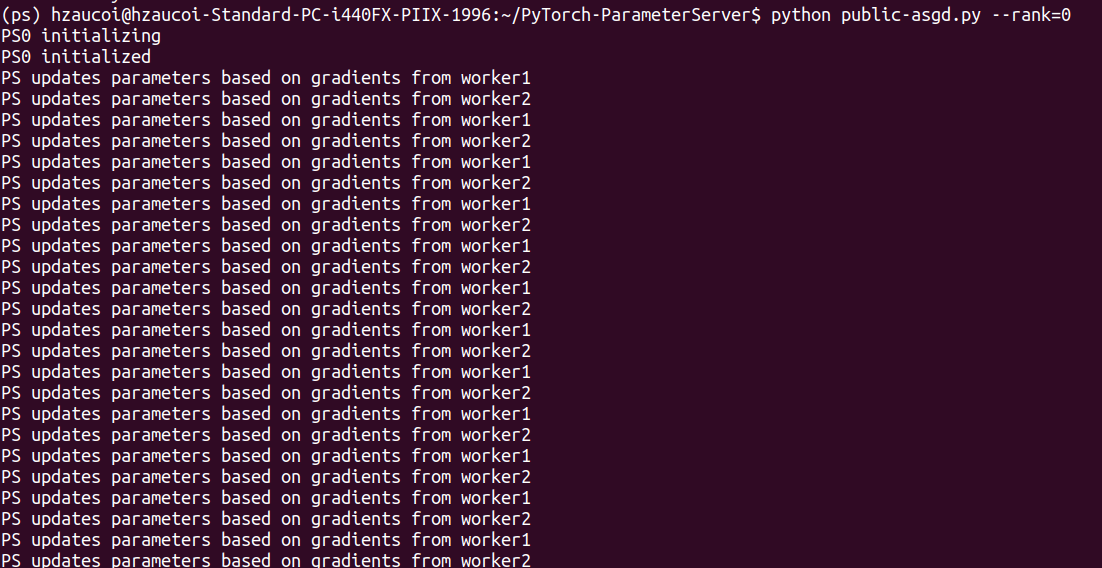 (ps) hzaucoi@hzaucoi-Standard-PC-i440FX-PIIX-1996:~/PyTorch-ParameterServer$ python public-asgd.py --rank=0
PS0 initializing
PS0 initialized
PS updates parameters based on gradients from worker1
PS updates parameters based on gradients from worker2
PS updates parameters based on gradients from worker1
PS updates parameters based on gradients from worker2
PS updates parameters based on gradients from worker1
PS updates parameters based on gradients from worker2
PS updates parameters based on gradients from worker1
PS updates parameters based on gradients from worker2
PS updates parameters based on gradients from worker1
PS updates parameters based on gradients from worker2
PS updates parameters based on gradients from worker1
PS updates parameters based on gradients from worker2
PS updates parameters based on gradients from worker1
PS updates parameters based on gradients from worker2
PS updates parameters based on gradients from worker1
PS updates parameters based on gradients from worker2
PS updates parameters based on gradients from worker1
PS updates parameters based on gradients from worker2
PS updates parameters based on gradients from worker1
PS updates parameters based on gradients from worker2
PS updates parameters based on gradients from worker1
PS updates parameters based on gradients from worker2
PS updates parameters based on gradients from worker1
PS updates parameters based on gradients from worker2